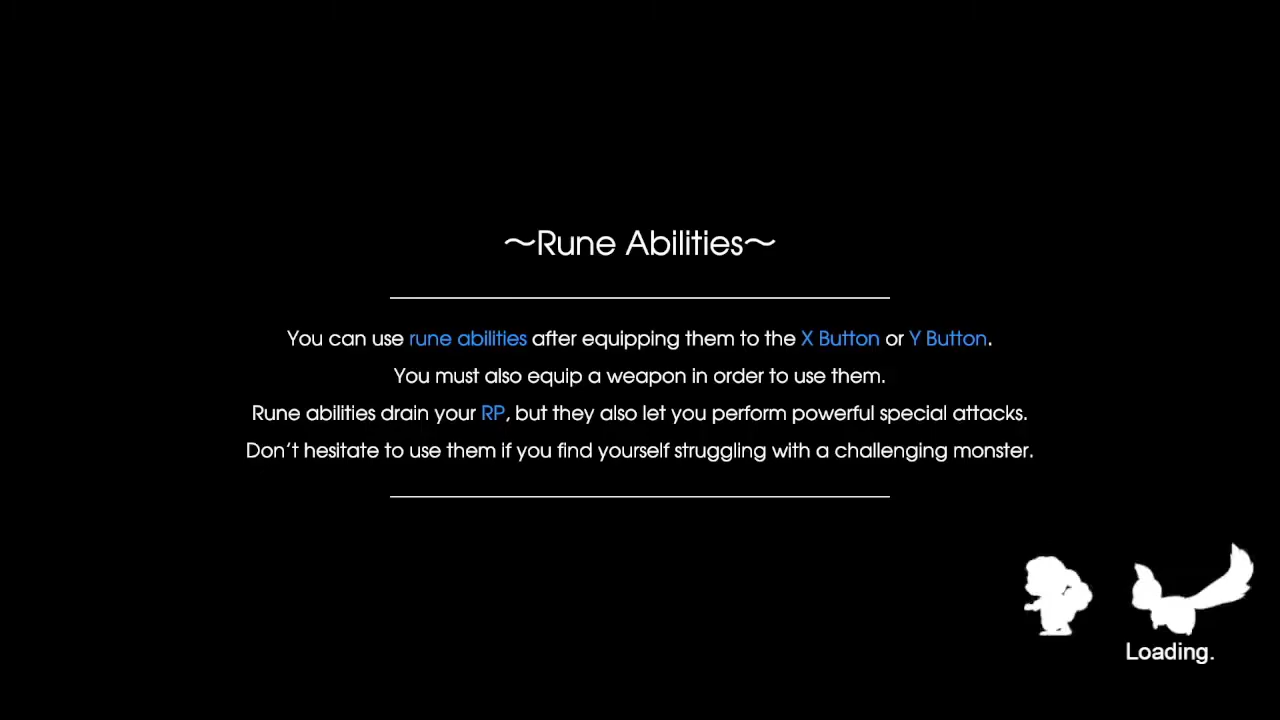 ～Rune Abilities～
You can use rune abilities after equipping them to the X Button or Y Button.
You must also equip a weapon in order to use them.
Rune abilities drain your RP, but they also let you perform powerful special attacks.
Don’t hesitate to use them if you find yourself struggling with a challenging monster.
Loading.